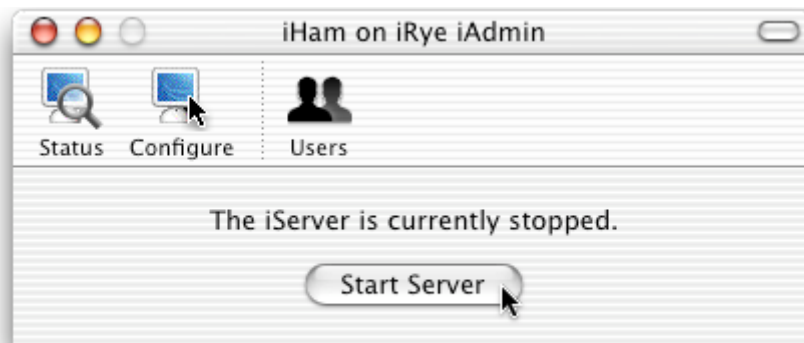 iHam on iRye iAdmin
Status Configure Users
The iServer is currently stopped.
Start Server